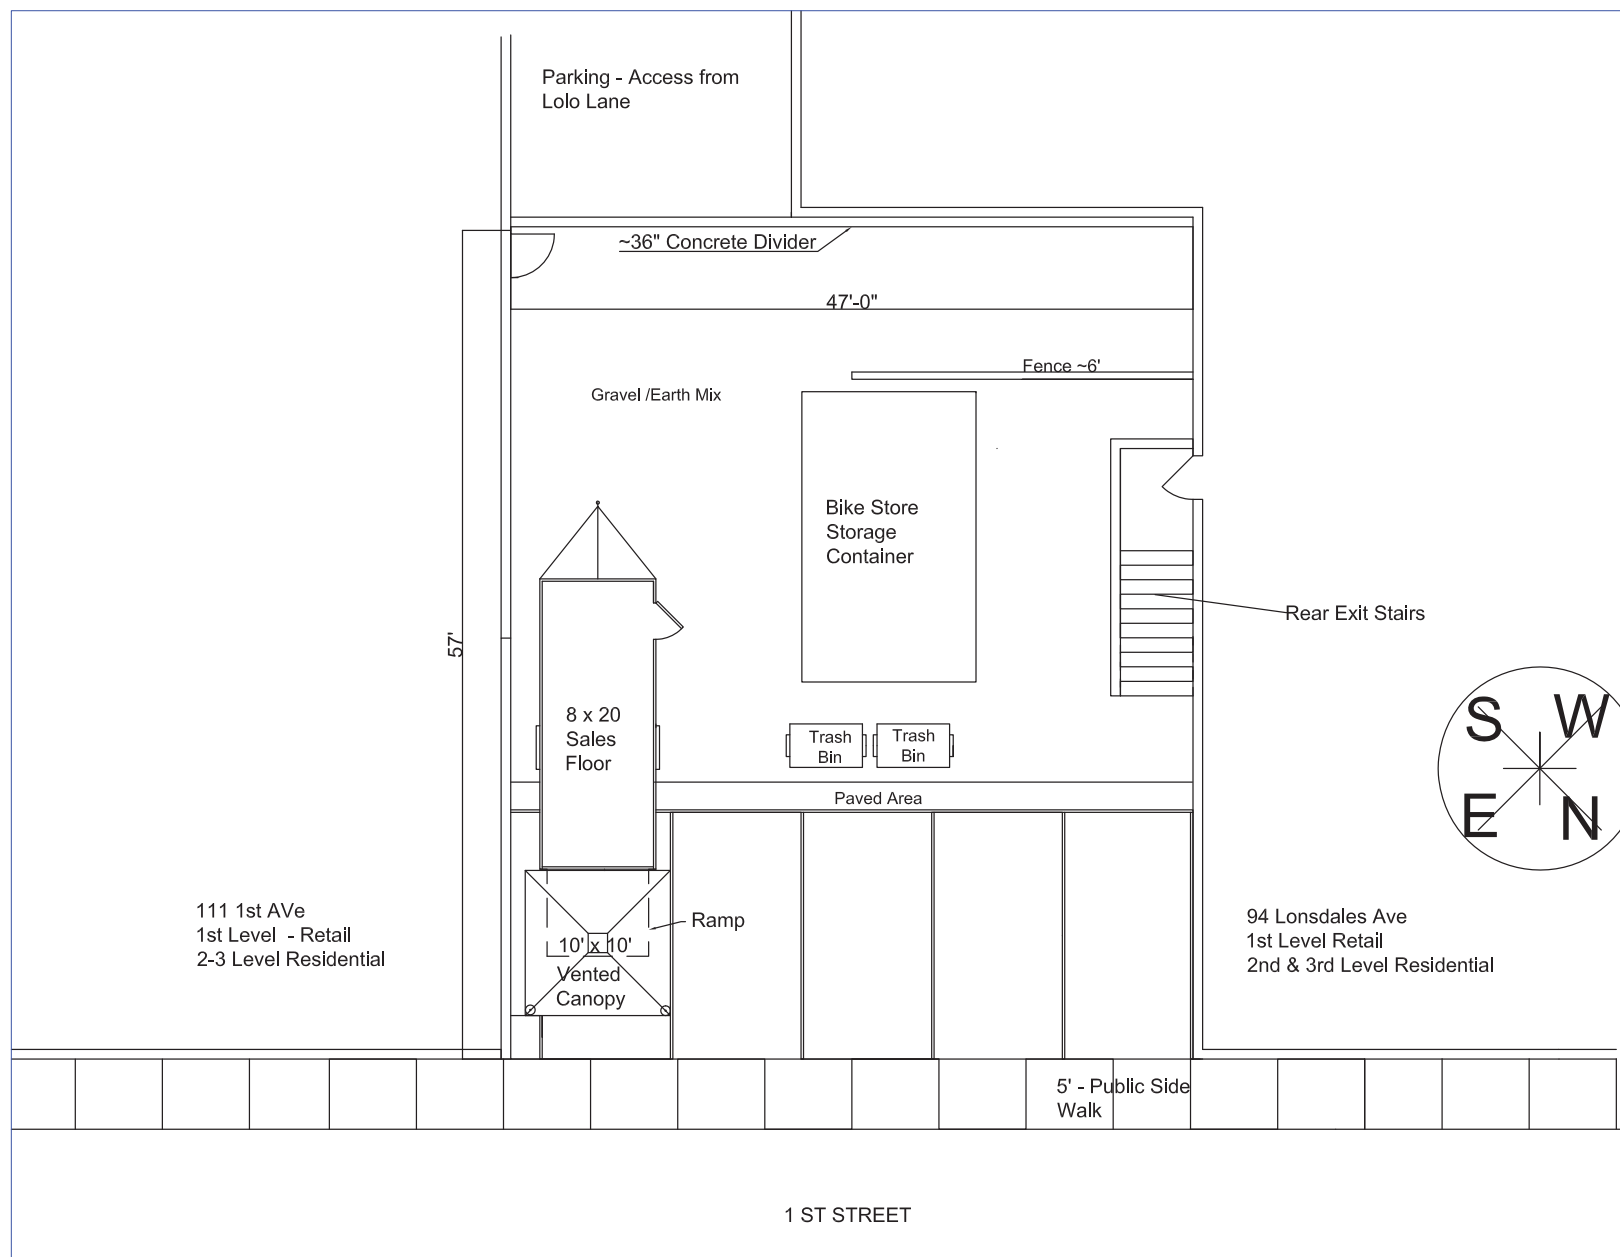 Parking - Access from
Lolo Lane
~36" Concrete Divider
47'-0"
Fence ~6'
Gravel /Earth Mix
Bike Store
Storage
Container
Rear Exit Stairs
57'
8 x 20
Sales
Floor
Trash
Bin
Trash
Bin
S W
E N
Paved Area
111 1st AVe
1st Level - Retail
2-3 Level Residential
Ramp
10' x 10'
Vented
Canopy
94 Lonsdales Ave
1st Level Retail
2nd & 3rd Level Residential
5' - Public Side
Walk
1 ST STREET